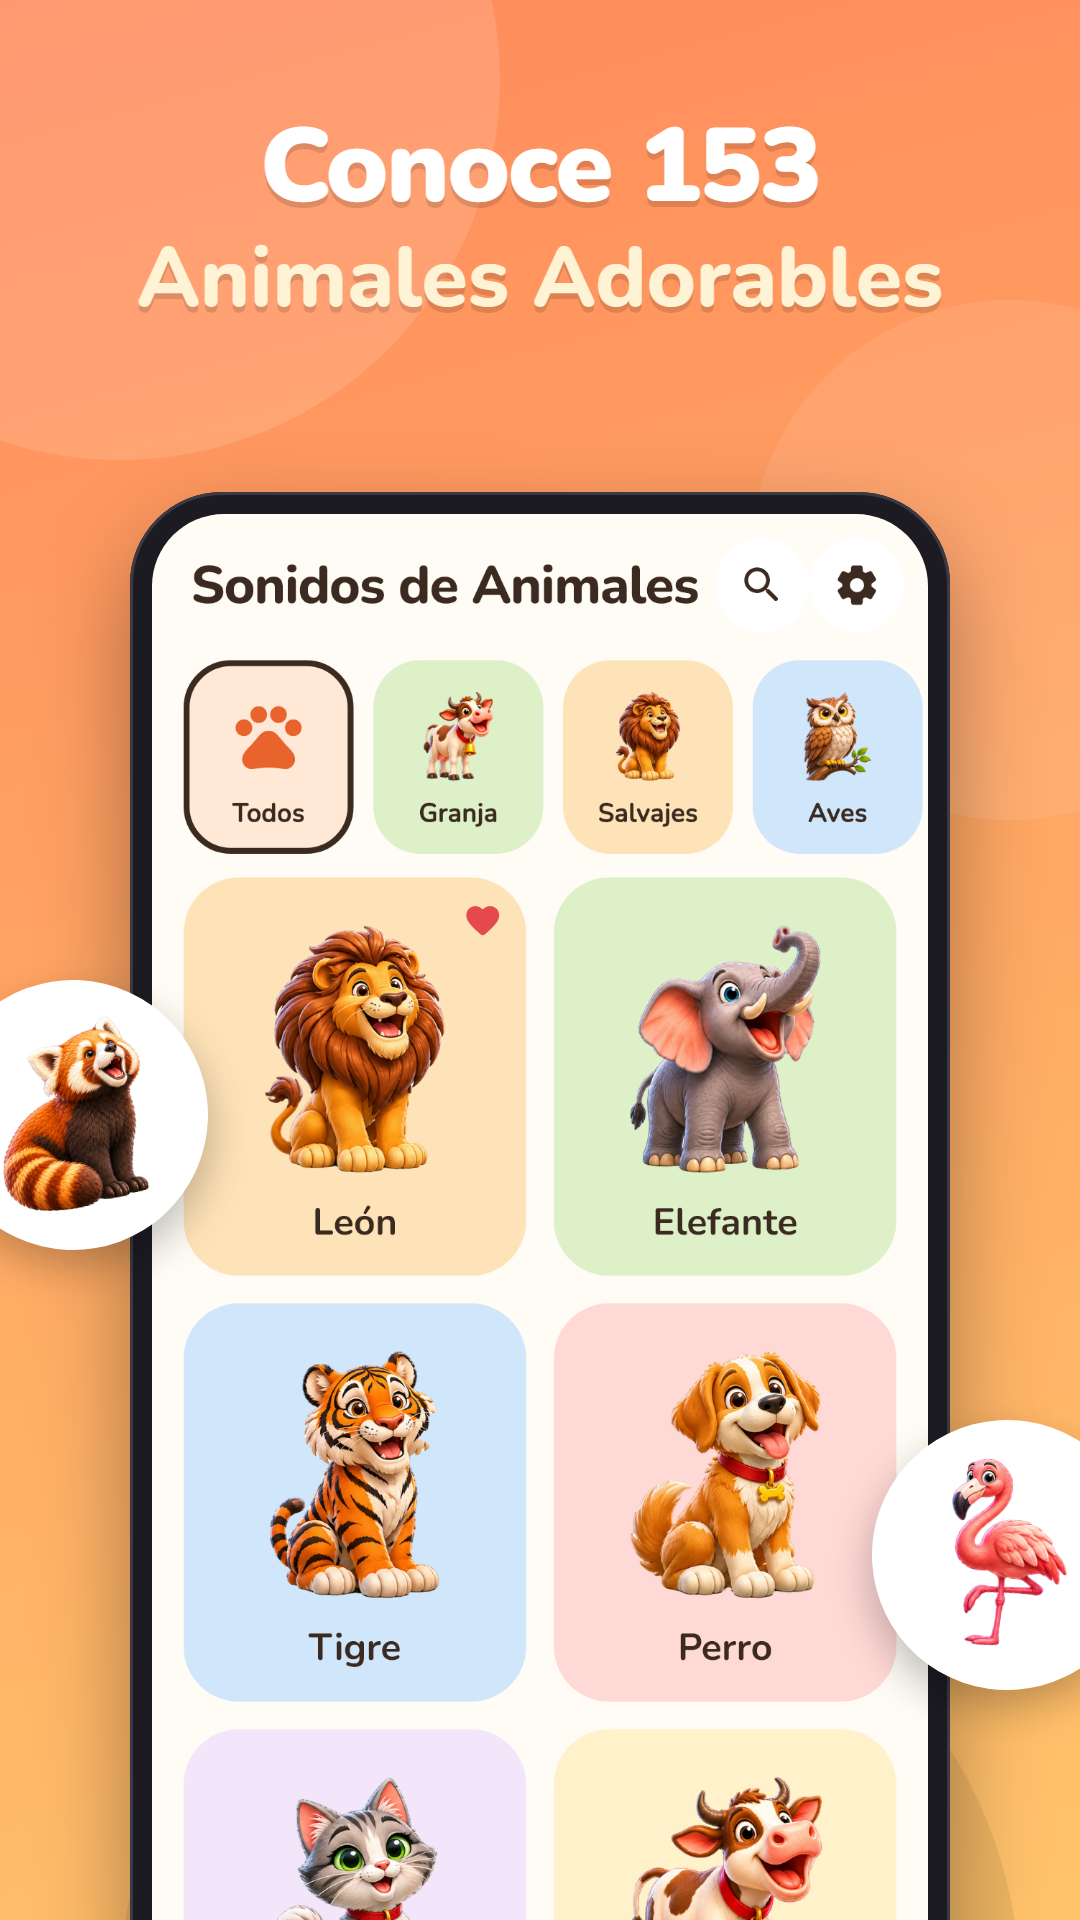 Conoce 153
Animales Adorables
Sonidos de Animales
Todos
Granja
Salvajes
Aves
León
Elefante
Tigre
Perro